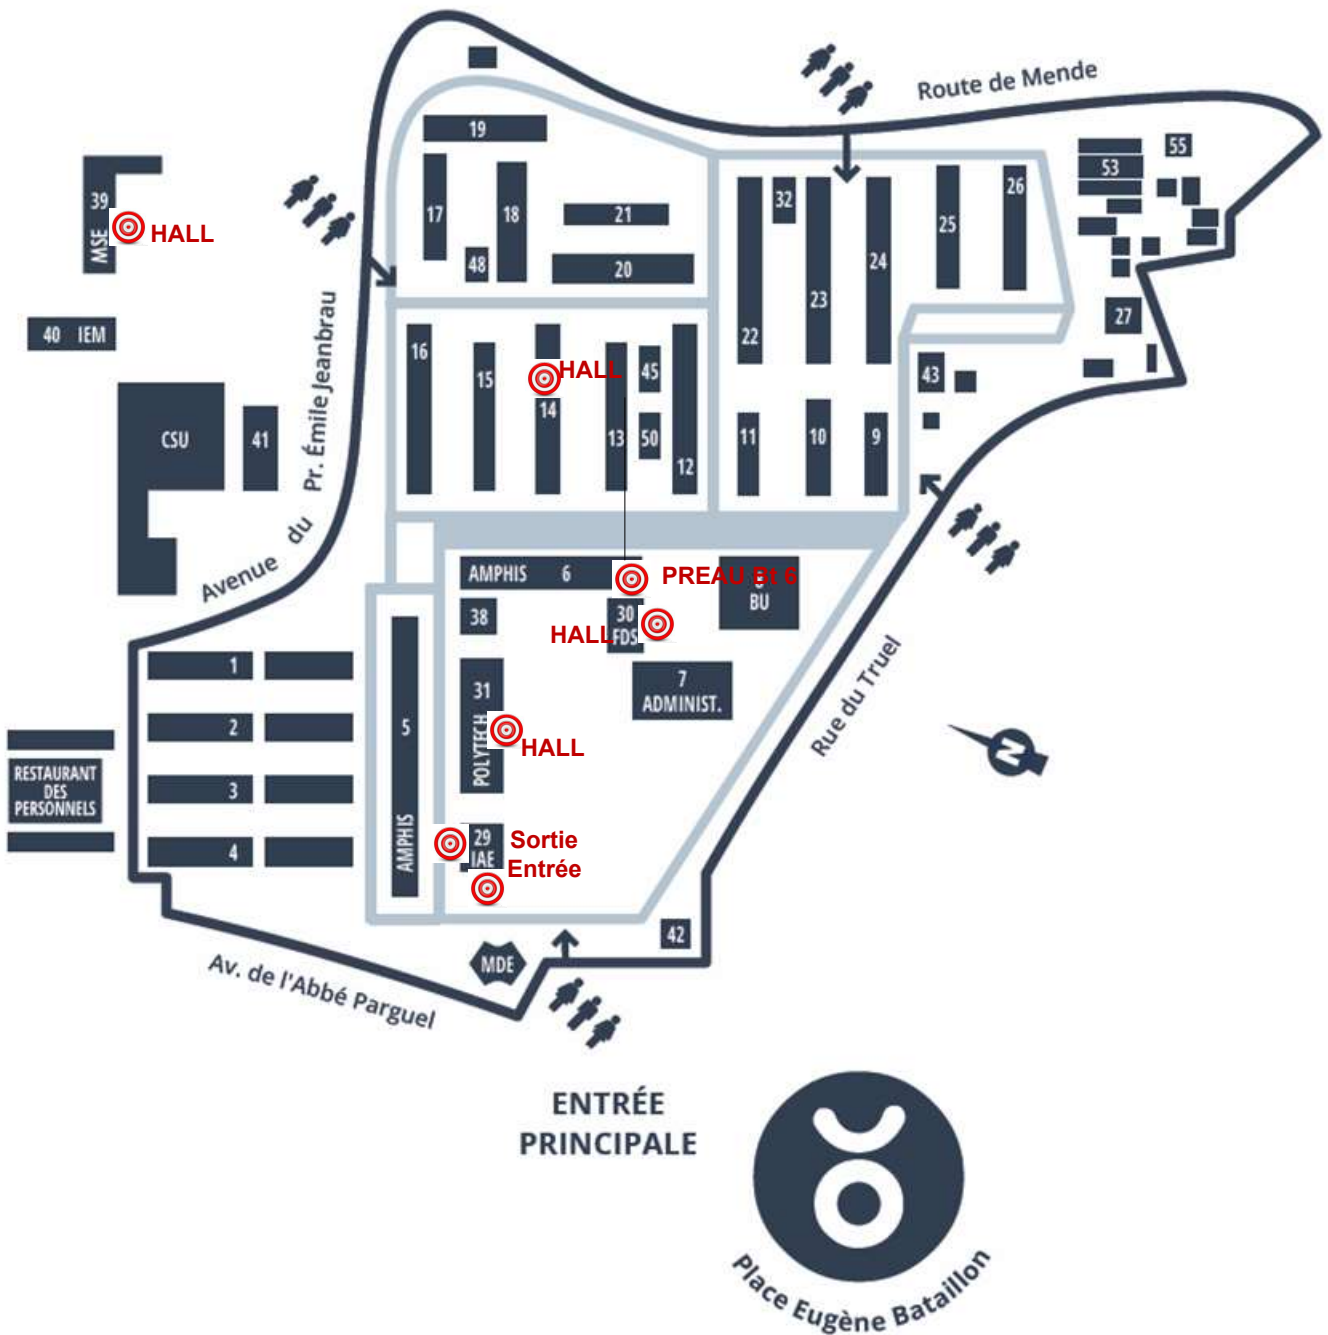 Route de Mende
19
55
53
39
MSE
HALL
17
18
21
32
25
26
48
20
24
23
27
40 IEM
Avenue du Pr. Émile Jeanbrau
16
15
HALL
14
13
45
50
12
22
43
11
10
9
CSU
41
AMPHIS 6
PREAU Bt 6
BU
38
30
FDS
HALL
1
31
POLYTECH
7
ADMINIST.
Rue du Truel
2
5
AMPHIS
HALL
N
RESTAURANT
DES
PERSONNELS
3
4
29
IAE
Sortie
Entrée
42
MDE
Av. de l'Abbé Parguel
ENTRÉE
PRINCIPALE
Place Eugène Bataillon